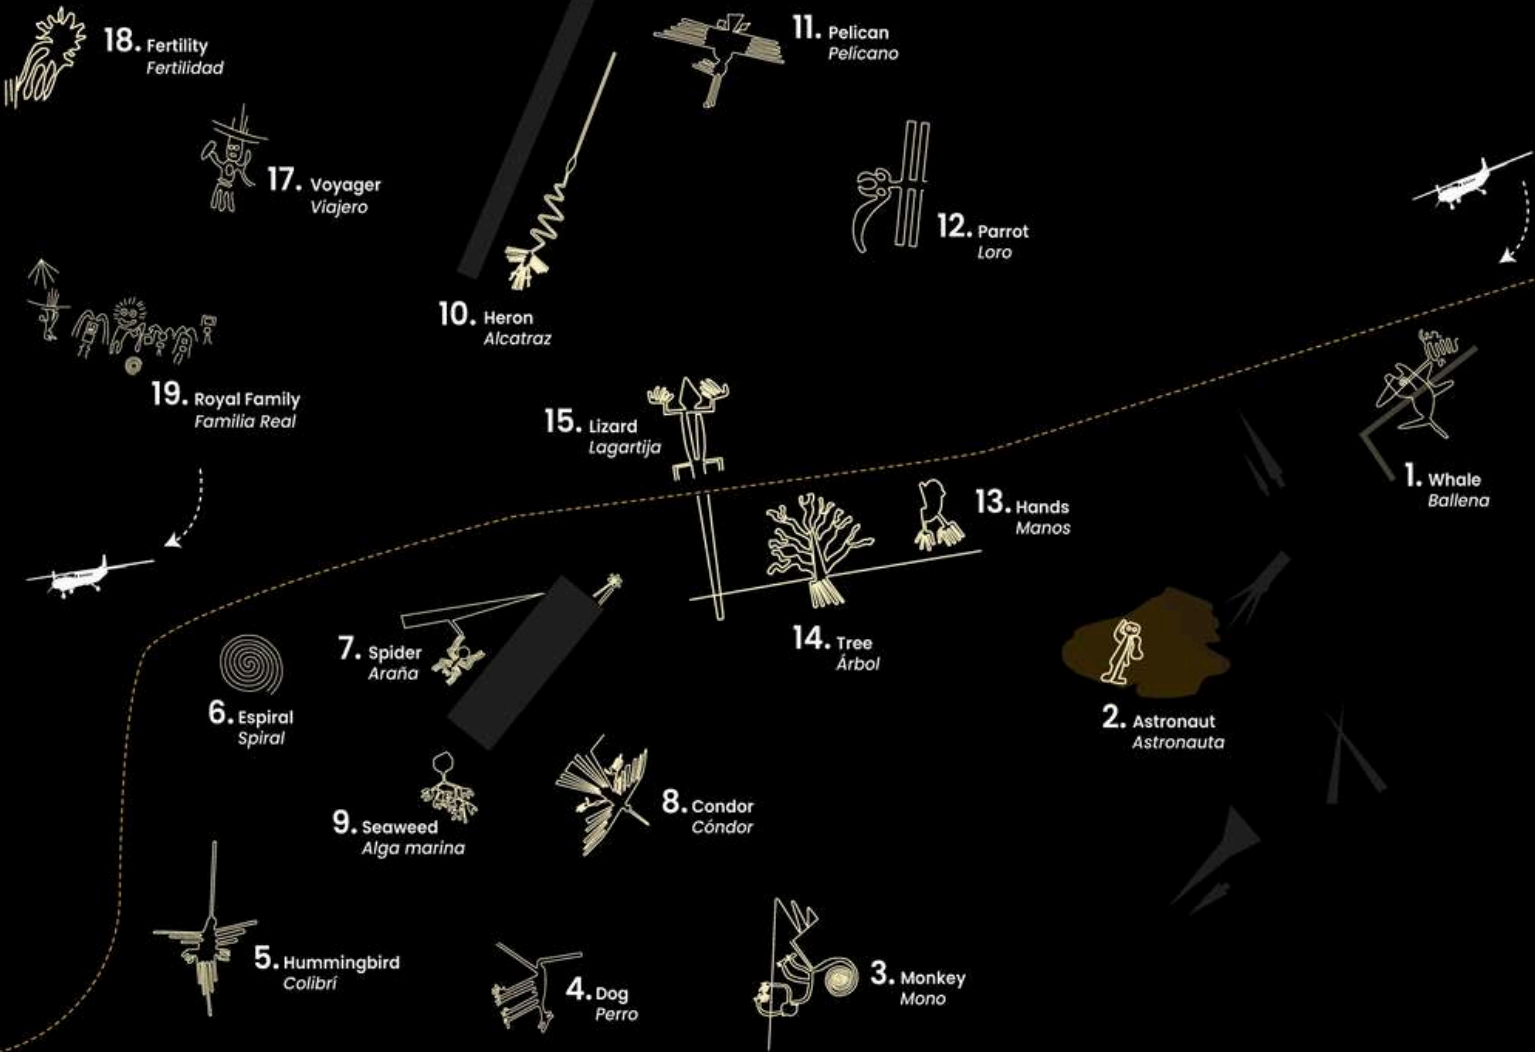 18. Fertility
Fertilidad
11. Pelican
Pelícano
17. Voyager
Viajero
12. Parrot
Loro
10. Heron
Alcatraz
19. Royal Family
Familia Real
15. Lizard
Lagartija
1. Whale
Ballena
13. Hands
Manos
14. Tree
Árbol
7. Spider
Araña
6. Espiral
Spiral
2. Astronaut
Astronauta
9. Seaweed
Alga marina
8. Condor
Cóndor
5. Hummingbird
Colibrí
4. Dog
Perro
3. Monkey
Mono